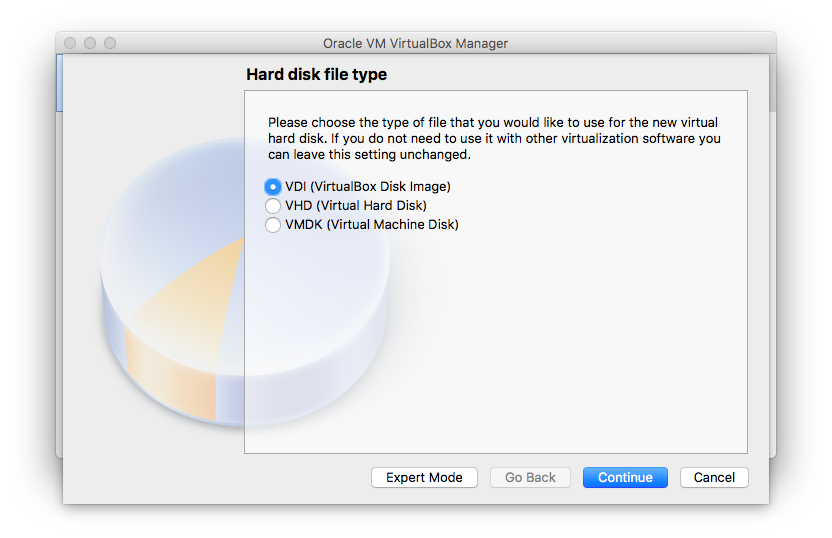 Oracle VM VirtualBox Manager
Hard disk file type
Please choose the type of file that you would like to use for the new virtual
hard disk. If you do not need to use it with other virtualization software you
can leave this setting unchanged.
VDI (VirtualBox Disk Image)
VHD (Virtual Hard Disk)
VMDK (Virtual Machine Disk)
Expert Mode
Go Back
Continue
Cancel